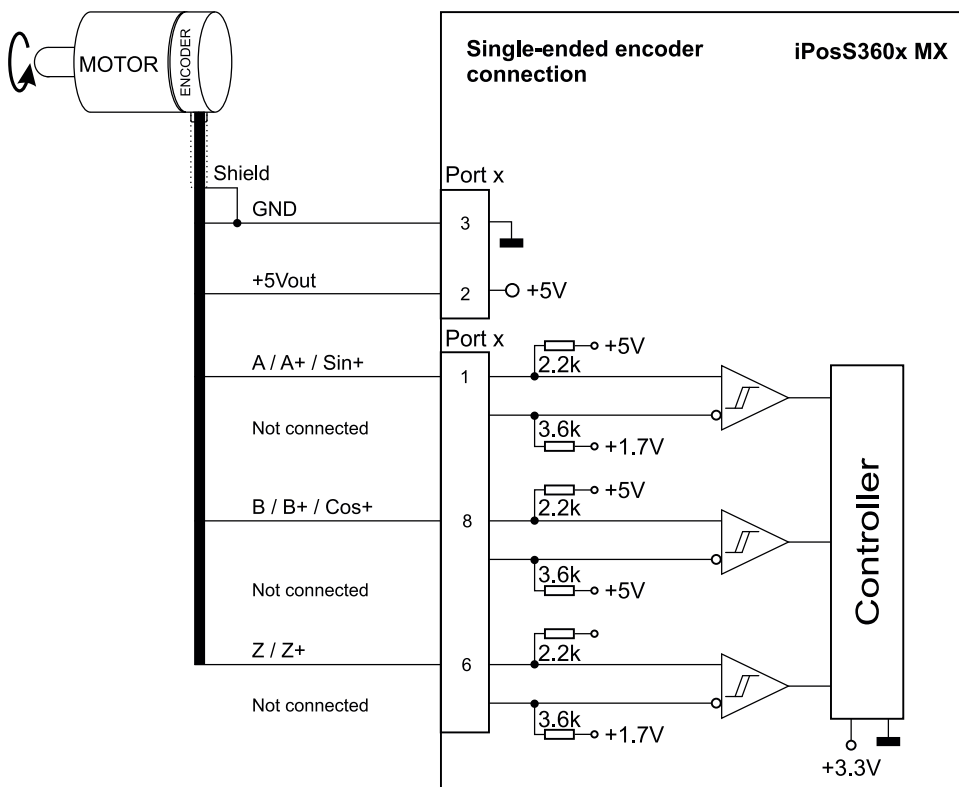 Single-ended encoder
connection
iPosS360x MX
MOTOR
ENCODER
Shield
GND
+5Vout
Port x
3
2
+5V
Port x
A / A+ / Sin+
1
+5V
2.2k
Not connected
3.6k
+1.7V
B / B+ / Cos+
8
+5V
2.2k
Not connected
3.6k
+5V
Z / Z+
6
2.2k
Not connected
3.6k
+1.7V
Controller
+3.3V